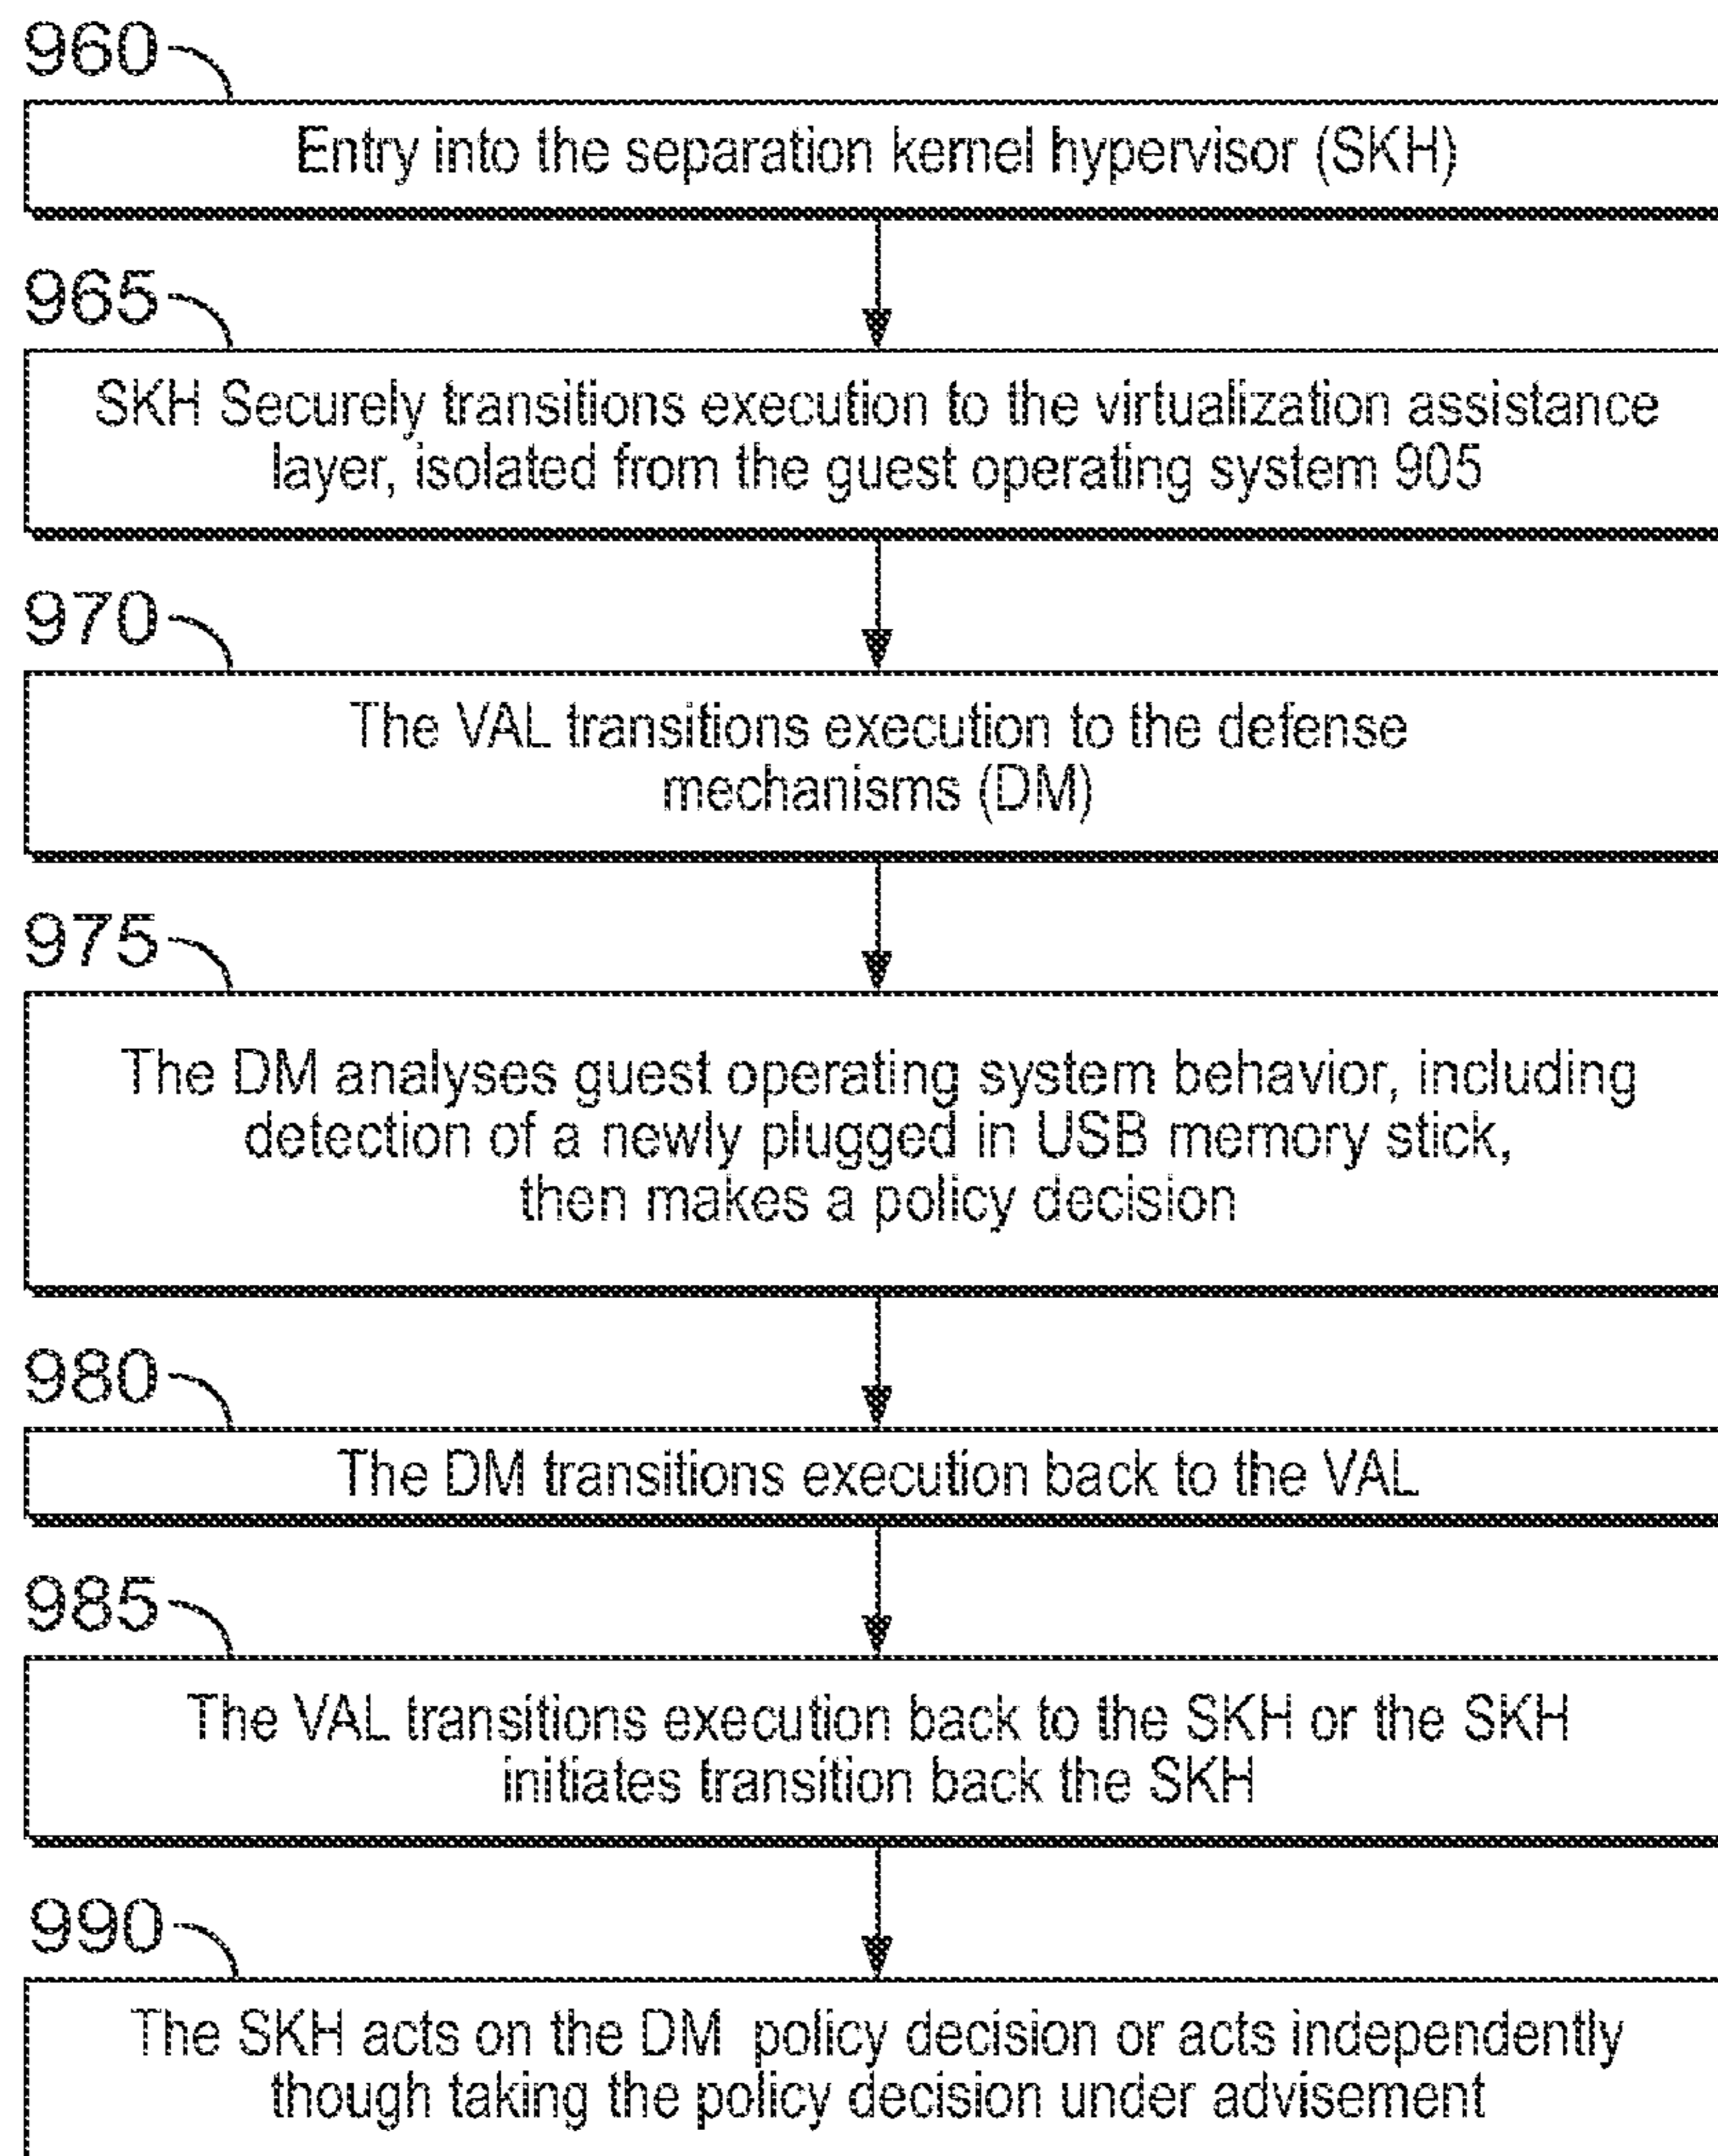 960
Entry into the separation kernel hypervisor (SKH)
965
SKH Securely transitions execution to the virtualization assistance
layer, isolated from the guest operating system 905
970
The VAL transitions execution to the defense
mechanisms (DM)
975
The DM analyses guest operating system behavior, including
detection of a newly plugged in USB memory stick,
then makes a policy decision
980
The DM transitions execution back to the VAL
985
The VAL transitions execution back to the SKH or the SKH
initiates transition back the SKH
990
The SKH acts on the DM policy decision or acts independently
though taking the policy decision under advisement